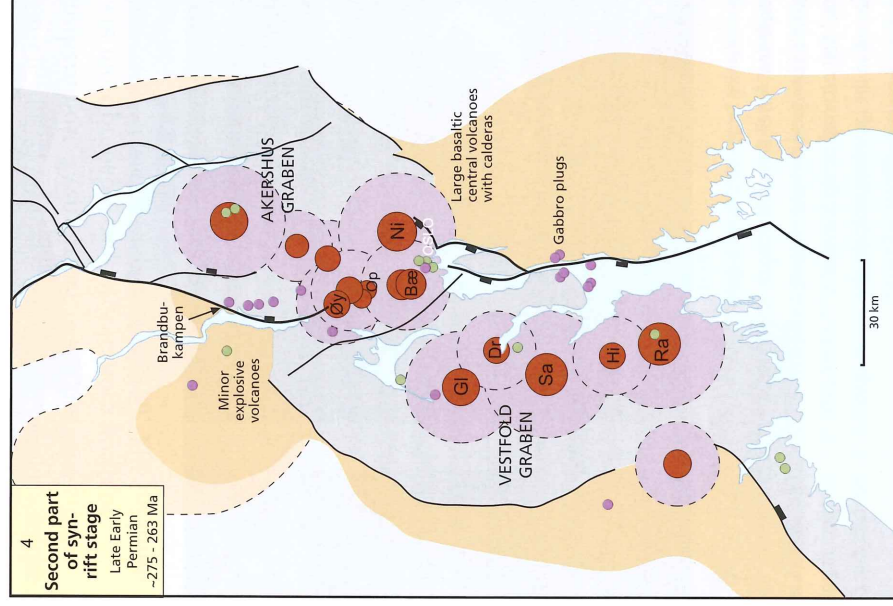 4
Second part
of syn-
rift stage
Late Early
Permian
~275 - 263 Ma
Brandbu-
kampen
Minor
explosive
volcanoes
AKERSHUS
GRABEN
Large basaltic
central volcanoes
with calderas
Gabbro plugs
OSLO
Ni
Øy
Op
Bæ
VESTFOLD
GRABEN
Gl
Dr
Sa
Hi
Ra
30 km